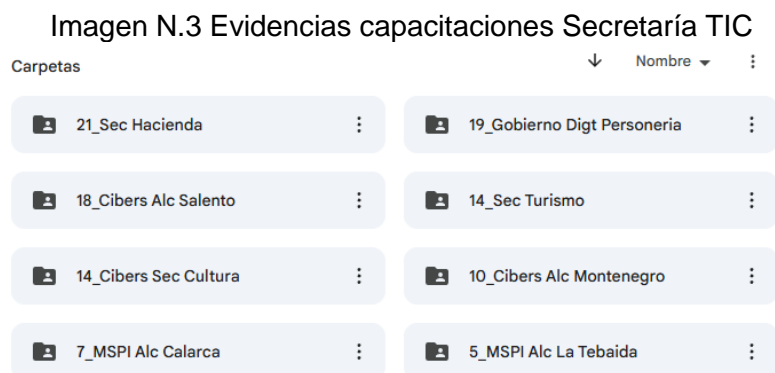 Imagen N.3 Evidencias capacitaciones Secretaría TIC
Carpetas
Nombre
21_Sec Hacienda
19_Gobierno Digt Personeria
18_Cibers Alc Salento
14_Sec Turismo
14_Cibers Sec Cultura
10_Cibers Alc Montenegro
7_MSPI Alc Calarca
5_MSPI Alc La Tebaida